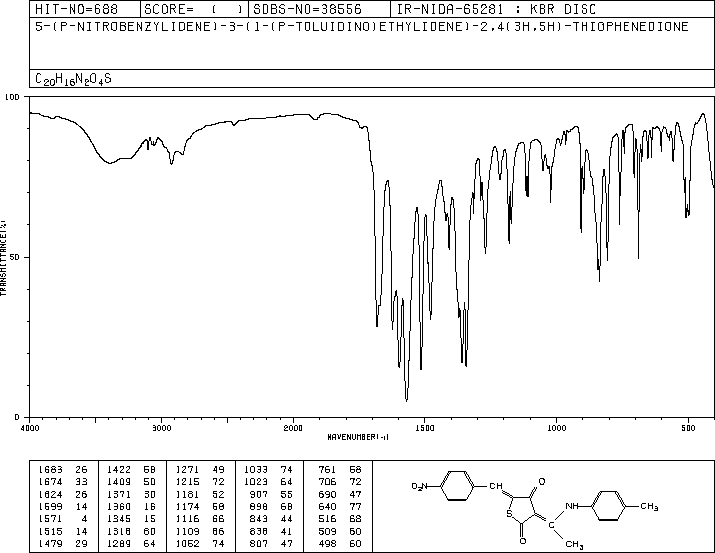 HIT-NO=688 SCORE= ( ) SDBS-NO=38556 IR-NIDA-65281 : KBR DISC
5-(P-NITROBENZYLIDENE)-3-(1-(P-TOLUIDINO)ETHYLIDENE)-2,4(3H,5H)-THIOPHENEDIONE
C20H16N2O4S
100
50
0
TRANSMITTANCE(%)
4000 3000 2000 1500 1000 500
WAVENUMBER(-1)
1683 26 1422 58 1271 49 1033 74 761 58
1674 33 1409 50 1215 72 1023 64 706 72
1624 26 1371 30 1181 52 907 55 690 47
1599 14 1360 16 1174 58 898 68 640 77
1571 4 1345 15 1116 66 843 44 516 68
1515 14 1318 60 1109 66 838 41 509 60
1479 29 1289 64 1052 74 807 47 498 60
O2N CH O
S NH CH3
C
O CH3